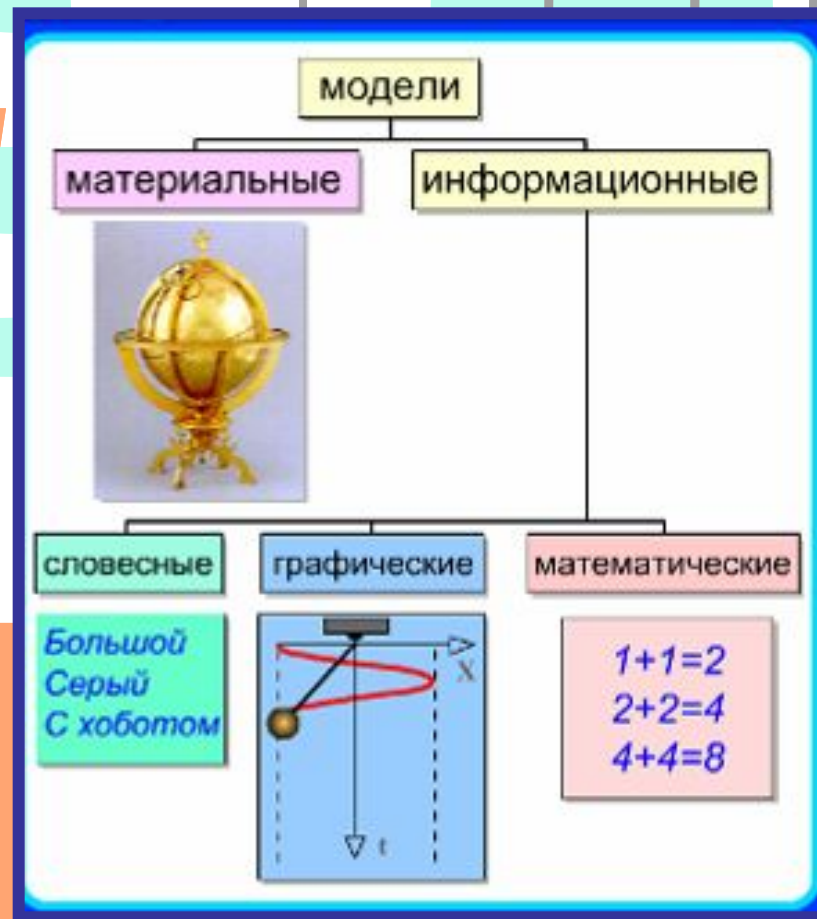 модели
материальные
информационные
словесные
графические
математические
Большой
Серый
С хоботом
X
t
1+1=2
2+2=4
4+4=8